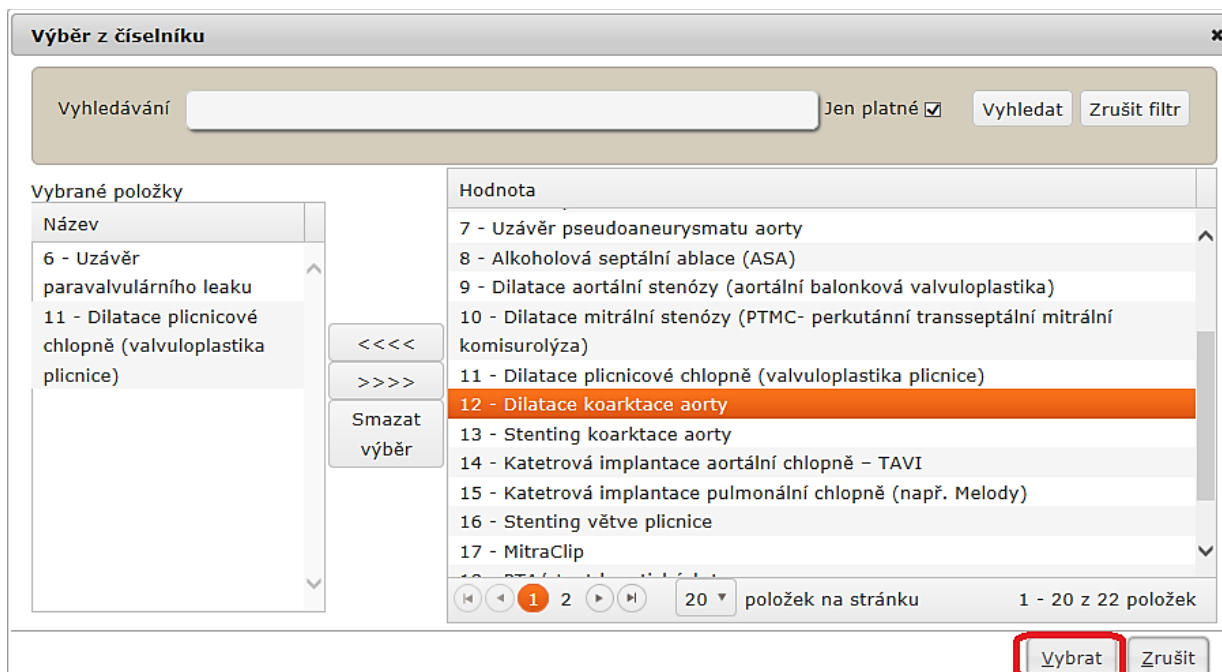 Výběr z číselníku
Vyhledávání
Jen platné
Vyhledat
Zrušit filtr
Vybrané položky
Název
6 - Uzávěr
paravalvulárního leaku
11 - Dilatace plicnicové
chlopně (valvuloplastika
plicnice)
<<<<
>>>>
Smazat
výběr
Hodnota
7 - Uzávěr pseudoaneurysmatu aorty
8 - Alkoholová septální ablace (ASA)
9 - Dilatace aortální stenózy (aortální balonková valvuloplastika)
10 - Dilatace mitrální stenózy (PTMC- perkutánní transseptální mitrální
komisurolýza)
11 - Dilatace plicnicové chlopně (valvuloplastika plicnice)
12 - Dilatace koarktace aorty
13 - Stenting koarktace aorty
14 - Katetrová implantace aortální chlopně – TAVI
15 - Katetrová implantace pulmonální chlopně (např. Melody)
16 - Stenting větve plicnice
17 - MitraClip
1 2 20 položek na stránku 1 - 20 z 22 položek
Vybrat
Zrušit